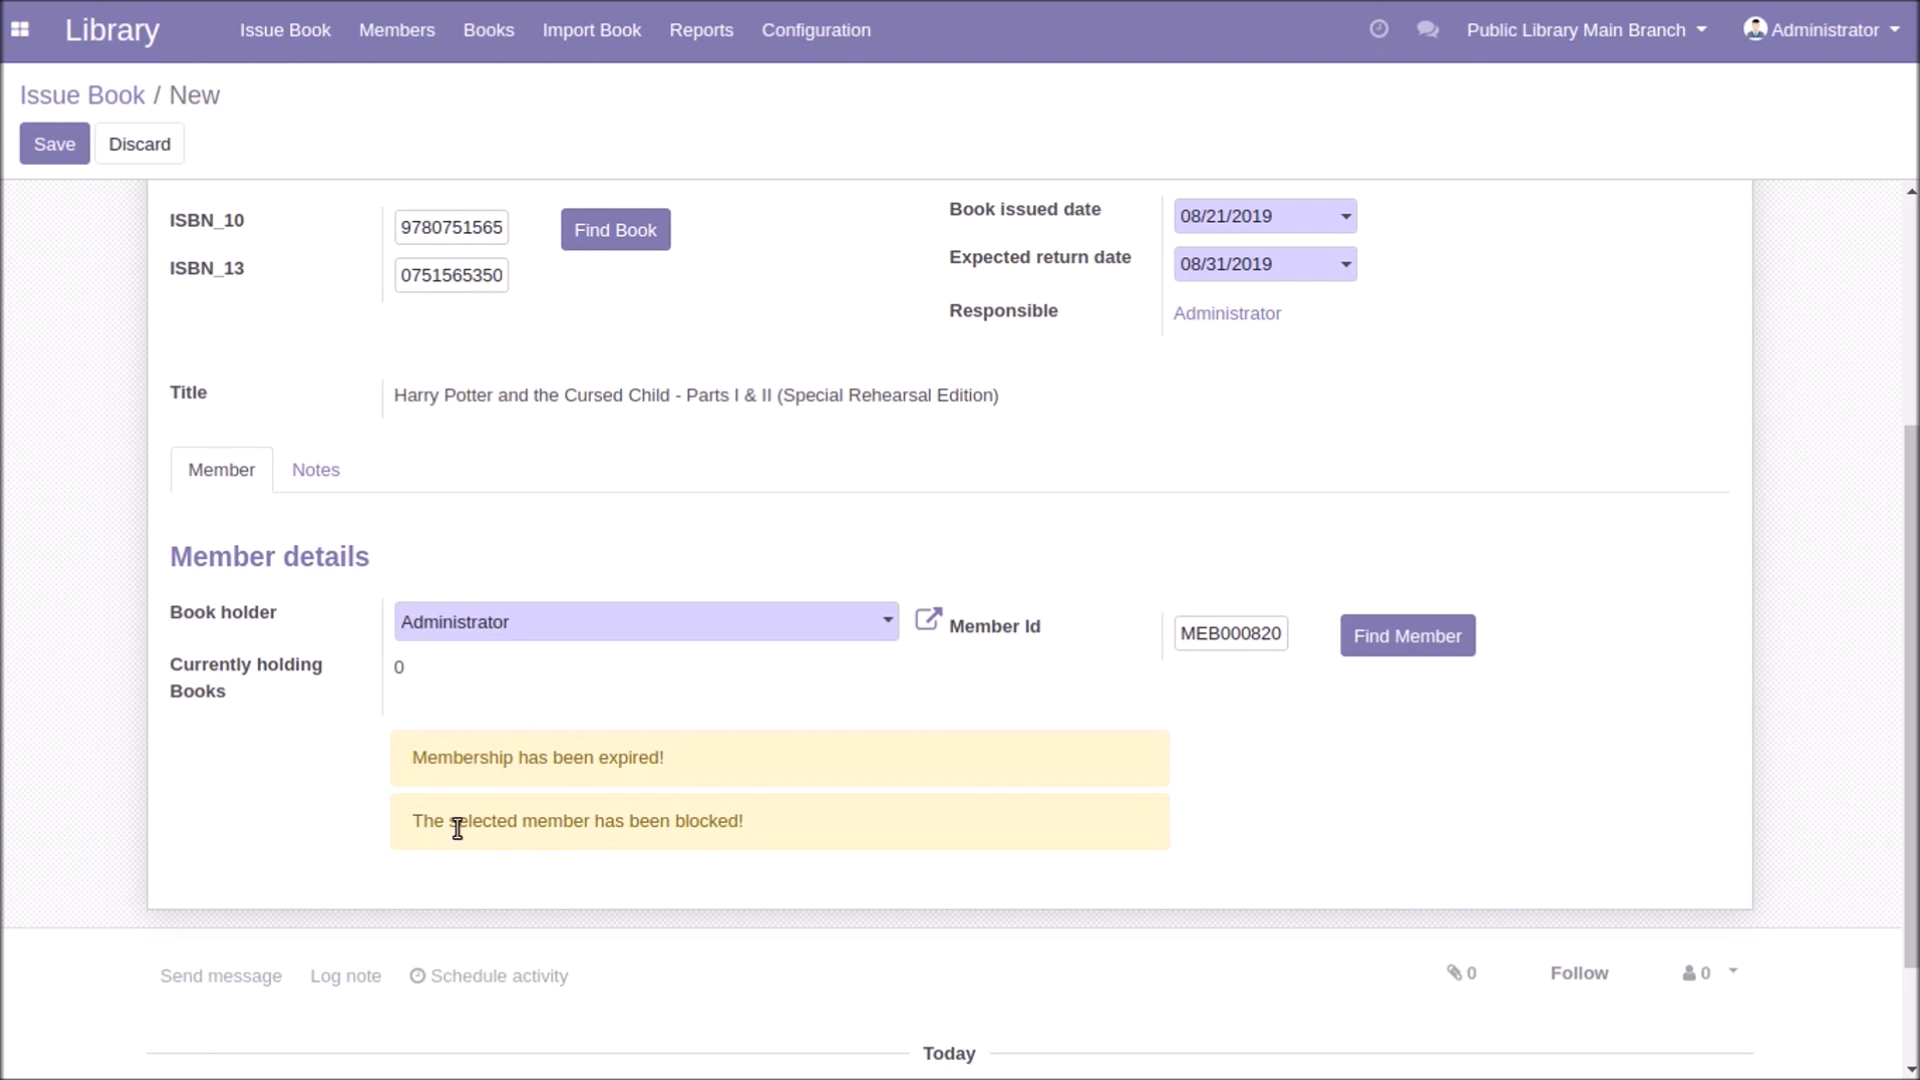 Library
Issue Book Members Books Import Book Reports Configuration
Public Library Main Branch Administrator
Issue Book / New
Save Discard
ISBN_10 9780751565 Find Book
ISBN_13 0751565350
Book issued date 08/21/2019
Expected return date 08/31/2019
Responsible Administrator
Title Harry Potter and the Cursed Child - Parts I & II (Special Rehearsal Edition)
Member Notes
Member details
Book holder Administrator
Member Id MEB000820 Find Member
Currently holding
Books
0
Membership has been expired!
The selected member has been blocked!
Send message Log note Schedule activity
0 Follow 0
Today